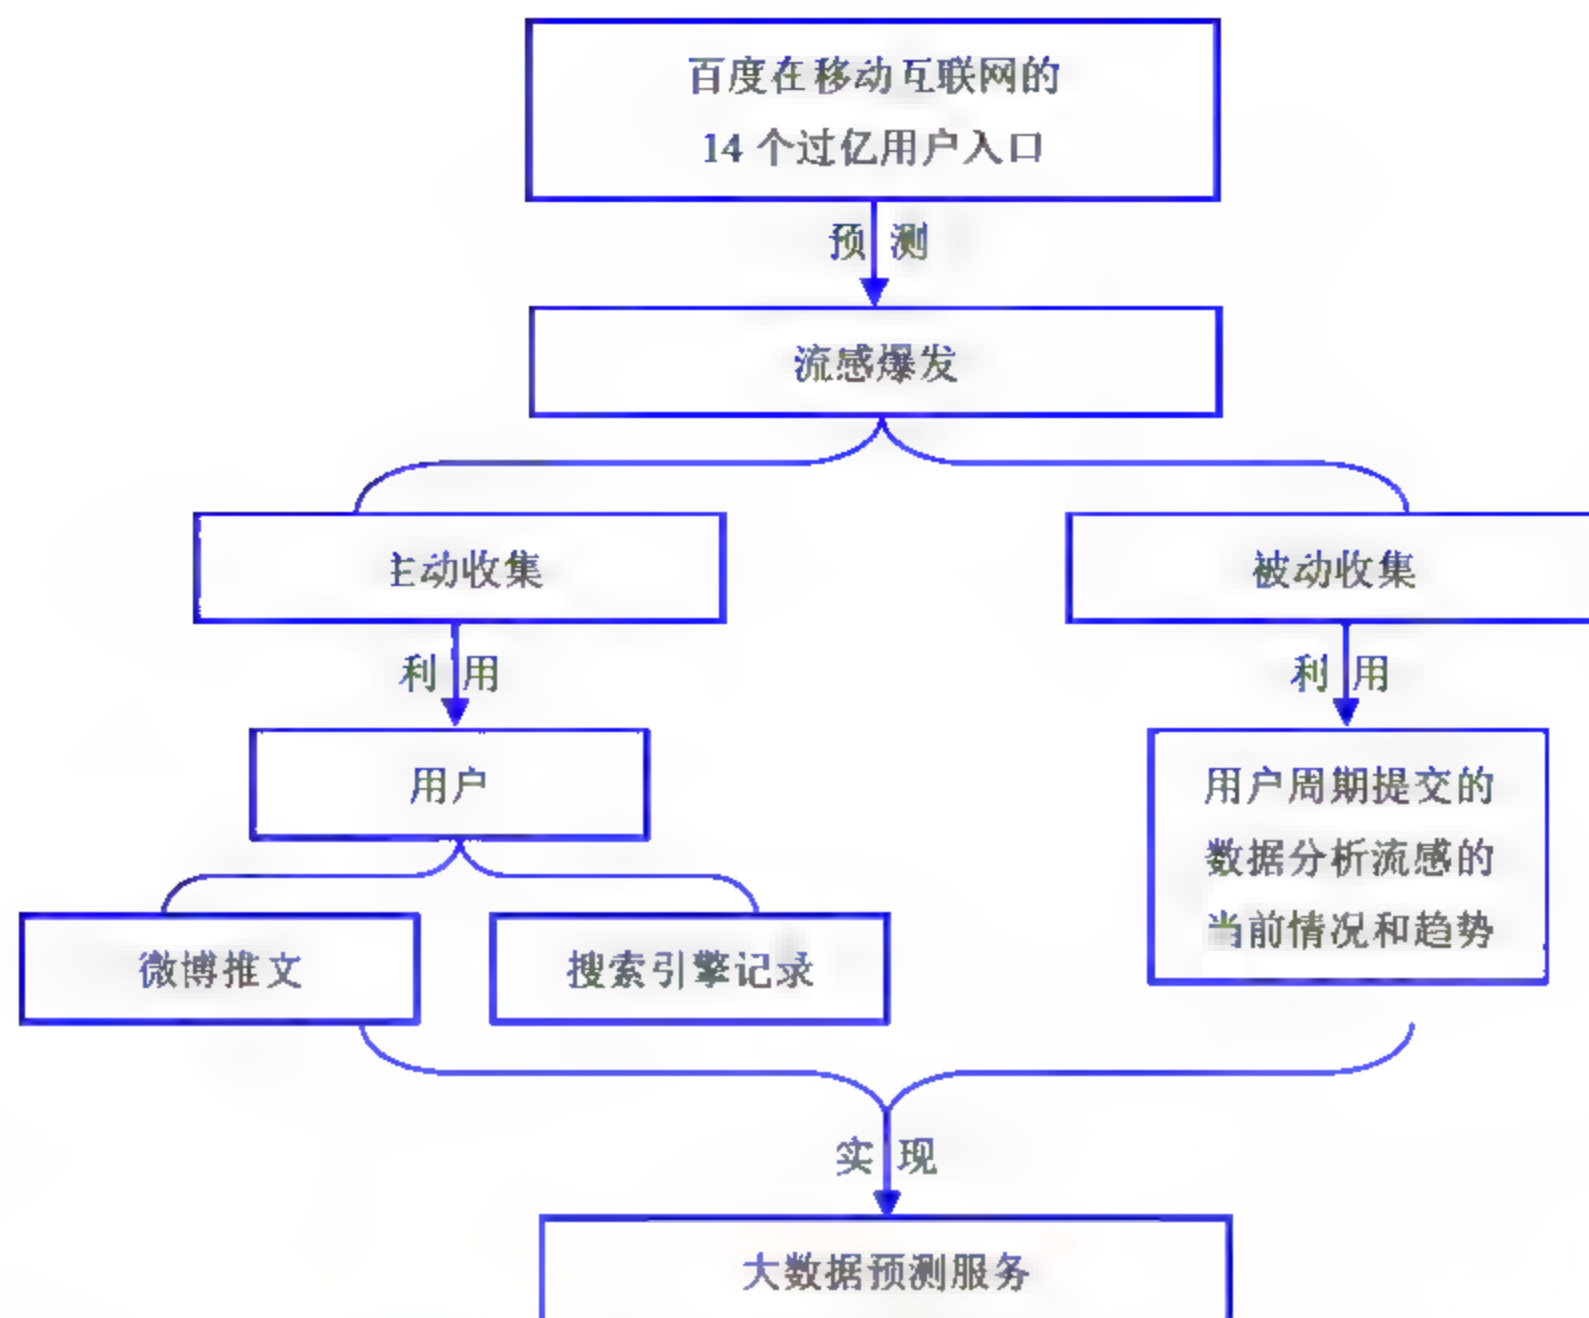 百度在移动互联网的
14 个过亿用户入口
预 测
流感爆发
主动收集
被动收集
利 用
利 用
用户
用户周期提交的
数据分析流感的
当前情况和趋势
微博推文
搜索引擎记录
实 现
大数据预测服务